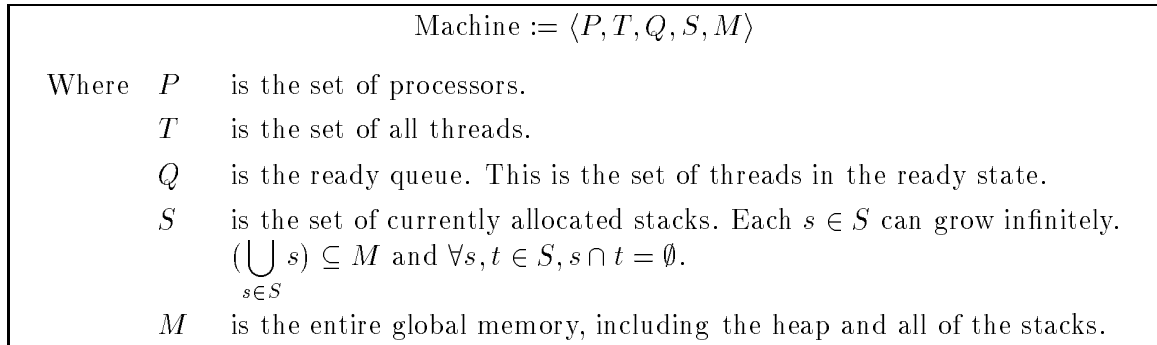 Machine := ⟨P, T, Q, S, M⟩
Where P is the set of processors.
T is the set of all threads.
Q is the ready queue. This is the set of threads in the ready state.
S is the set of currently allocated stacks. Each s ∈ S can grow infinitely.
(⋃ s) ⊆ M and ∀s, t ∈ S, s ∩ t = ∅.
s∈S
M is the entire global memory, including the heap and all of the stacks.